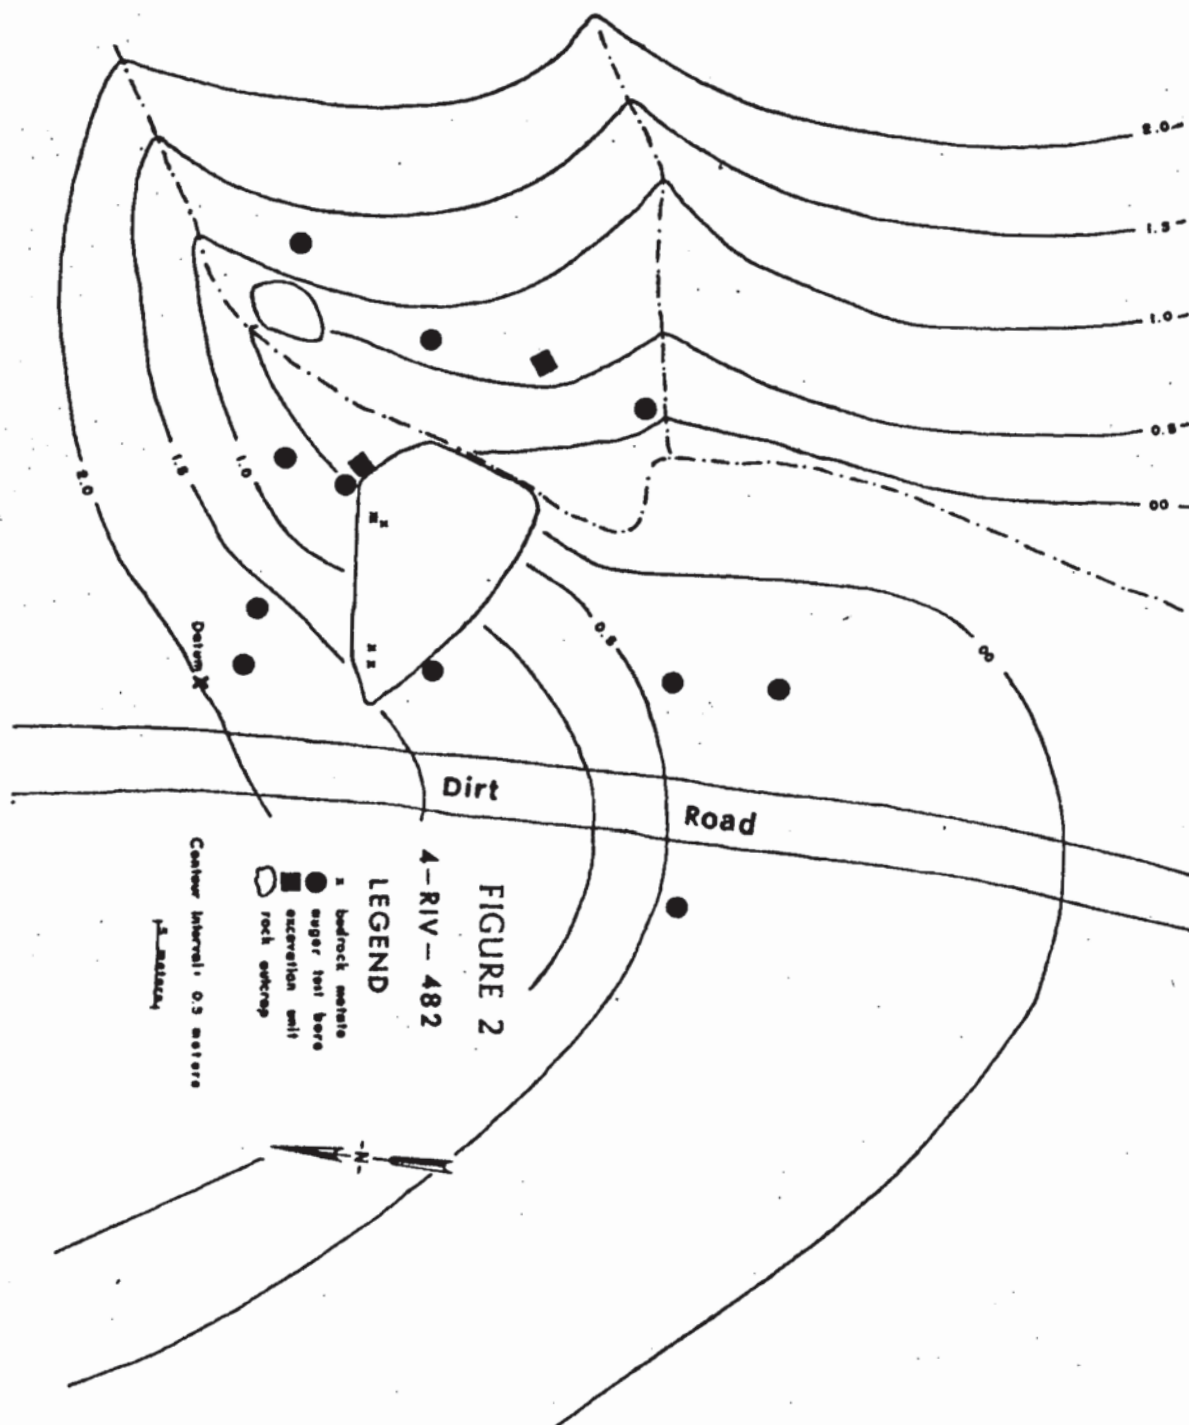 2.0
1.5
1.0
0.5
00
2.0
1.5
1.0
0.5
00
Datum X
Dirt
Road
FIGURE 2
4-RIV-482
LEGEND
x bedrock metate
auger test bore
excavation unit
rock outcrop
Contour Interval: 0.5 meters
5 meters
-N-